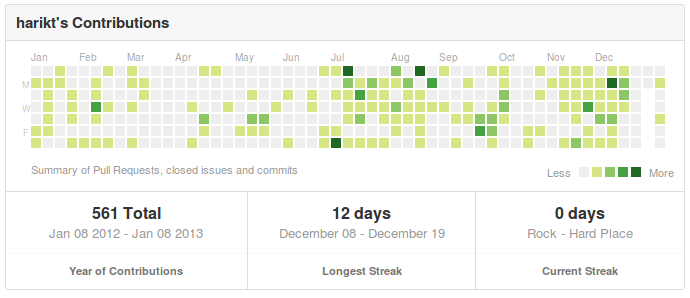 harikt's Contributions
Jan Feb Mar Apr May Jun Jul Aug Sep Oct Nov Dec
M
W
F
Summary of Pull Requests, closed issues and commits
Less More
561 Total
Jan 08 2012 - Jan 08 2013
Year of Contributions
12 days
December 08 - December 19
Longest Streak
0 days
Rock - Hard Place
Current Streak